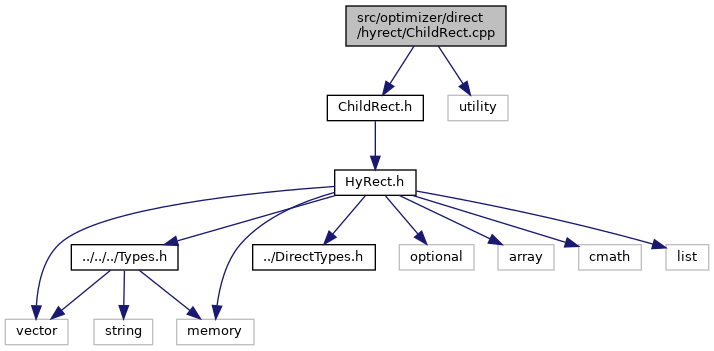 src/optimizer/direct
/hyrect/ChildRect.cpp
ChildRect.h
utility
HyRect.h
../../../Types.h
../DirectTypes.h
optional
array
cmath
list
vector
string
memory